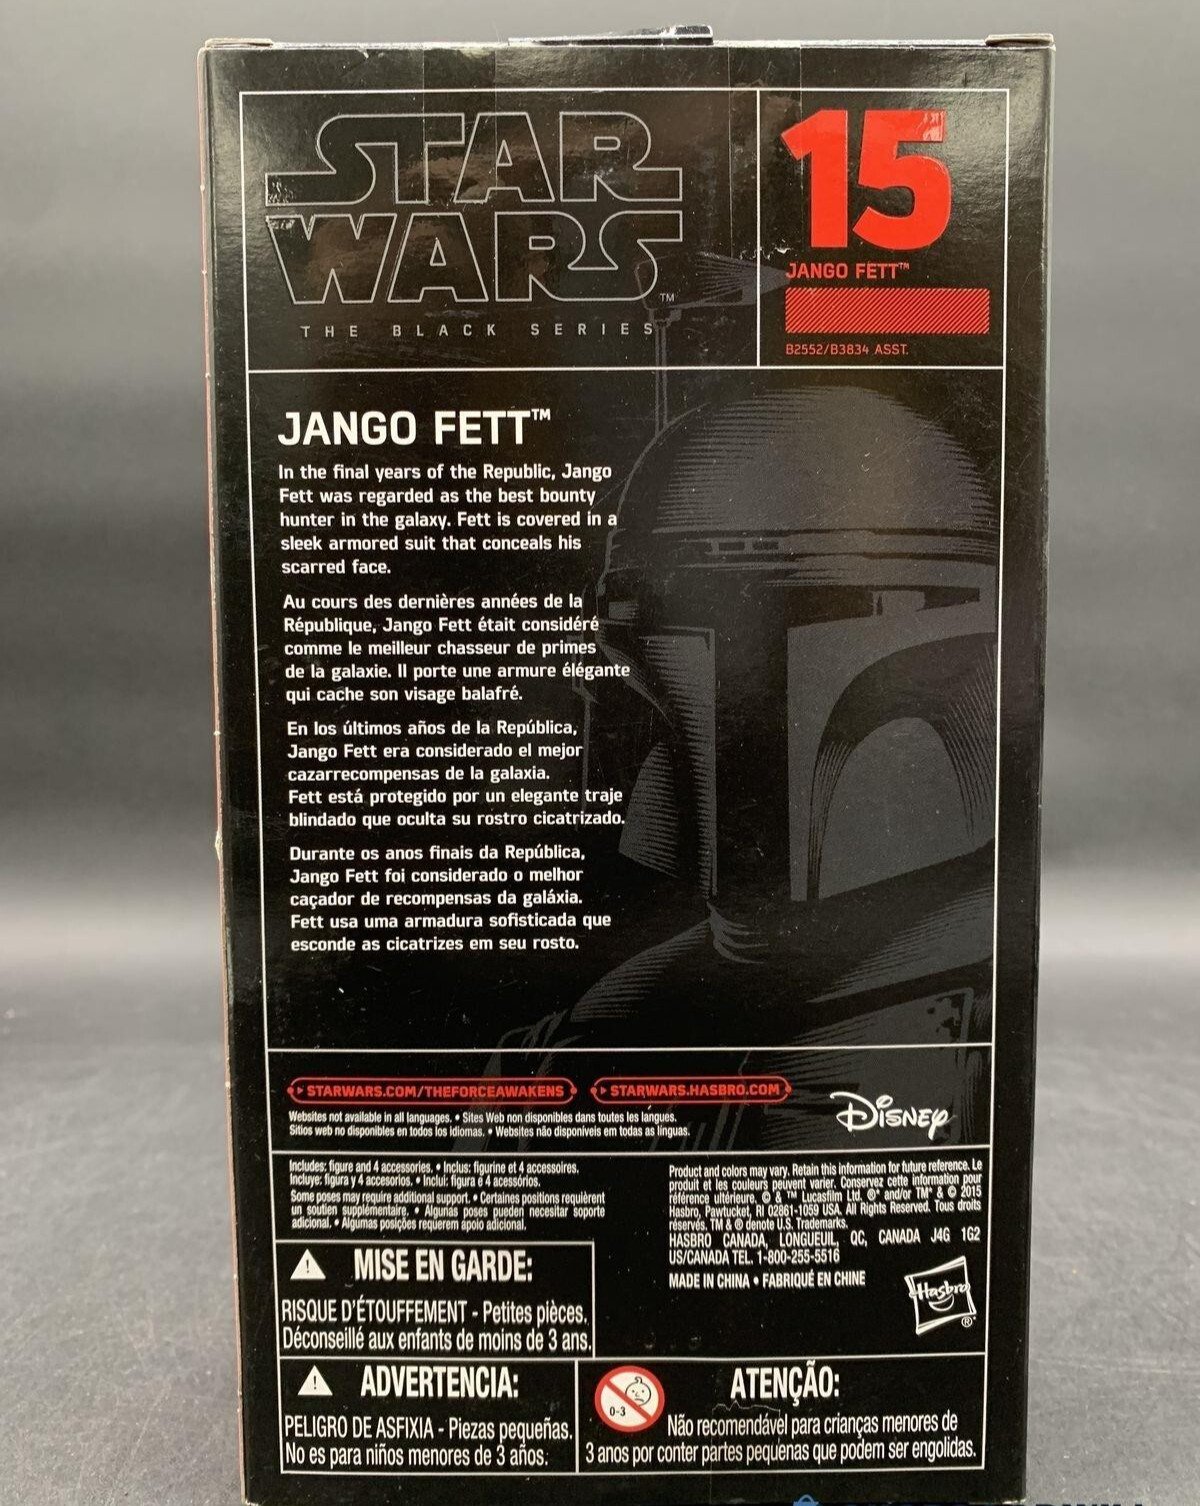 STAR
WARS
TM
THE BLACK SERIES
15
JANGO FETT™
B2552/B3834 ASST.
JANGO FETT™
In the final years of the Republic, Jango
Fett was regarded as the best bounty
hunter in the galaxy. Fett is covered in a
sleek armored suit that conceals his
scarred face.
Au cours des dernières années de la
République, Jango Fett était considéré
comme le meilleur chasseur de primes
de la galaxie. Il porte une armure élégante
qui cache son visage balafré.
En los últimos años de la República,
Jango Fett era considerado el mejor
cazarrecompensas de la galaxia.
Fett está protegido por un elegante traje
blindado que oculta su rostro cicatrizado.
Durante os anos finais da República,
Jango Fett foi considerado o melhor
caçador de recompensas da galáxia.
Fett usa uma armadura sofisticada que
esconde as cicatrizes em seu rosto.
STARWARS.COM/THEFORCEAWAKENS
STARWARS.HASBRO.COM
Websites not available in all languages. • Sites Web non disponibles dans toutes les langues.
Sitios web no disponibles en todos los idiomas. • Websites não disponíveis em todas as línguas.
Disney
Includes: figure and 4 accessories. • Inclus: figurine et 4 accessoires.
Incluye: figura y 4 accesorios. • Inclui: figura é 4 acessórios.
Some poses may require additional support. • Certaines positions requièrent
un soutien supplémentaire. • Algunas poses pueden necesitar soporte
adicional. • Algumas posições requerem apoio adicional.
Product and colors may vary. Retain this information for future reference. Le
produit et les couleurs peuvent varier. Conservez cette information pour
référence ultérieure. © & ™ Lucasfilm Ltd. ®* and/or TM* & © 2015
Hasbro, Pawtucket, RI 02861-1059 USA. All Rights Reserved. Tous droits
réservés. TM & ® denote U.S. Trademarks.
HASBRO CANADA, LONGUEUIL, QC, CANADA J4G 1G2
US/CANADA TEL. 1-800-255-5516
MADE IN CHINA • FABRIQUÉ EN CHINE
Hasbro
®
MISE EN GARDE:
RISQUE D'ÉTOUFFEMENT - Petites pièces.
Déconseillé aux enfants de moins de 3 ans.
ADVERTENCIA:
PELIGRO DE ASFIXIA - Piezas pequeñas.
No es para niños menores de 3 años.
0-3
ATENÇÃO:
Não recomendável para crianças menores de
3 anos por conter partes pequenas que podem ser engolidas.